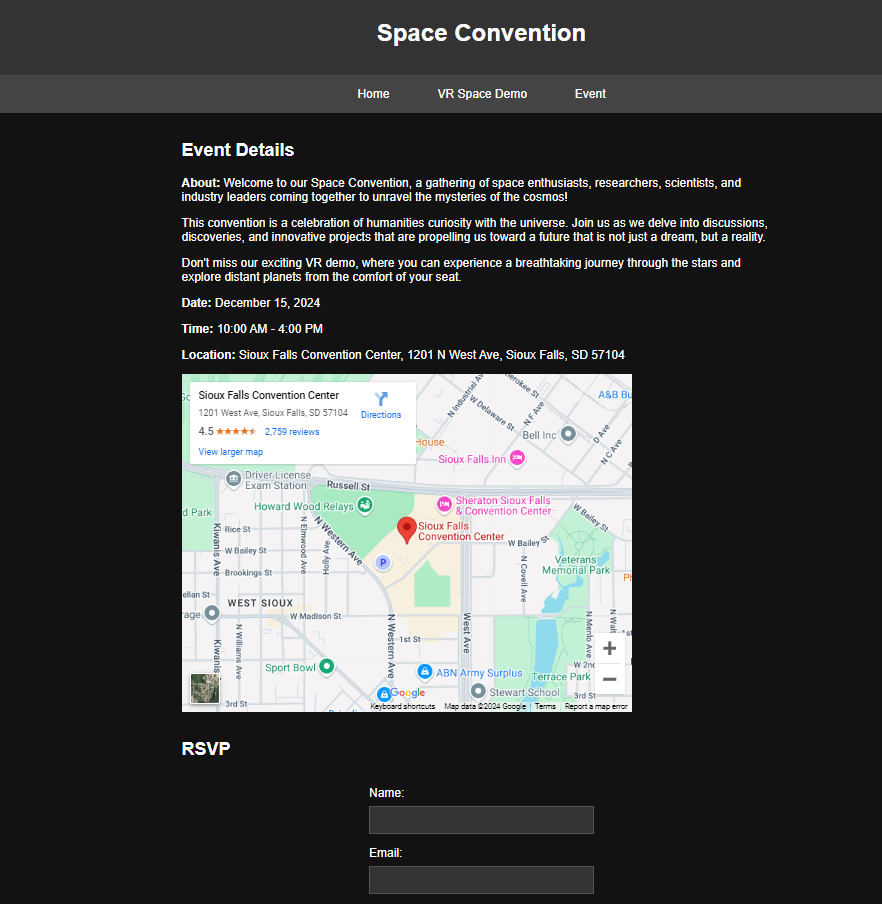 Space Convention
Home
VR Space Demo
Event
Event Details
About: Welcome to our Space Convention, a gathering of space enthusiasts, researchers, scientists, and
industry leaders coming together to unravel the mysteries of the cosmos!
This convention is a celebration of humanities curiosity with the universe. Join us as we delve into discussions,
discoveries, and innovative projects that are propelling us toward a future that is not just a dream, but a reality.
Don't miss our exciting VR demo, where you can experience a breathtaking journey through the stars and
explore distant planets from the comfort of your seat.
Date: December 15, 2024
Time: 10:00 AM - 4:00 PM
Location: Sioux Falls Convention Center, 1201 N West Ave, Sioux Falls, SD 57104
Sioux Falls Convention Center
1201 West Ave, Sioux Falls, SD 57104
4.5
2,759 reviews
View larger map
Directions
N Industrial A
herokee St
W Delaware St
N F Ave
A&B Bu
Bell Inc
D Ave
N C Ave
House
Sioux Falls Inn
Driver License
Exam Station
Russell St
Howard Wood Relays
Sheraton Sioux Falls
& Convention Center
d Park
Kiwanis Ave
Rice St
N Elmwood Ave
Holly Ave
N Western Ave
Sioux Falls
Convention Center
W Bailey St
W Bailey St
W Bailey St
P
Brookings St
N Covell Ave
Veterans
Memorial Park
Ph
ellan St
WEST SIOUX
rage
W Madison St
N Western Ave
West Ave
N Menlo Ave
N Wal
1st St
N Williams Ave
Kiwanis
Sport Bowl
ABN Army Surplus
Terrace Park
W 2nd
Stewart School
3rd St
3rd St
Google
Keyboard shortcuts
Map data ©2024 Google
Terms
Report a map error
+
−
RSVP
Name:
Email: